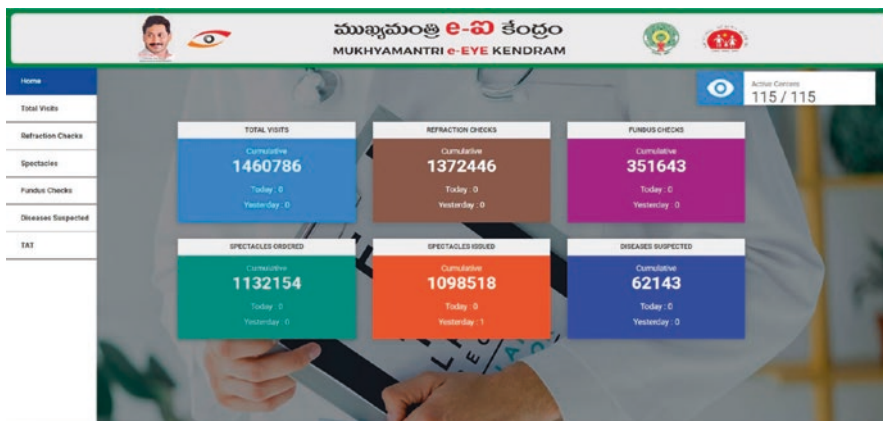 ముఖ్యమంత్రి e-ఐ కేంద్రం
MUKHYAMANTRI e-EYE KENDRAM
Home
Total Visits
Refraction Checks
Spectacles
Fundus Checks
Diseases Suspected
TAT
Active Centers
115 / 115
TOTAL VISITS
Cumulative
1460786
Today : 0
Yesterday : 0
REFRACTION CHECKS
Cumulative
1372446
Today : 0
Yesterday : 0
FUNDUS CHECKS
Cumulative
351643
Today : 0
Yesterday : 0
SPECTACLES ORDERED
Cumulative
1132154
Today : 0
Yesterday : 0
SPECTACLES ISSUED
Cumulative
1098518
Today : 0
Yesterday : 1
DISEASES SUSPECTED
Cumulative
62143
Today : 0
Yesterday : 0